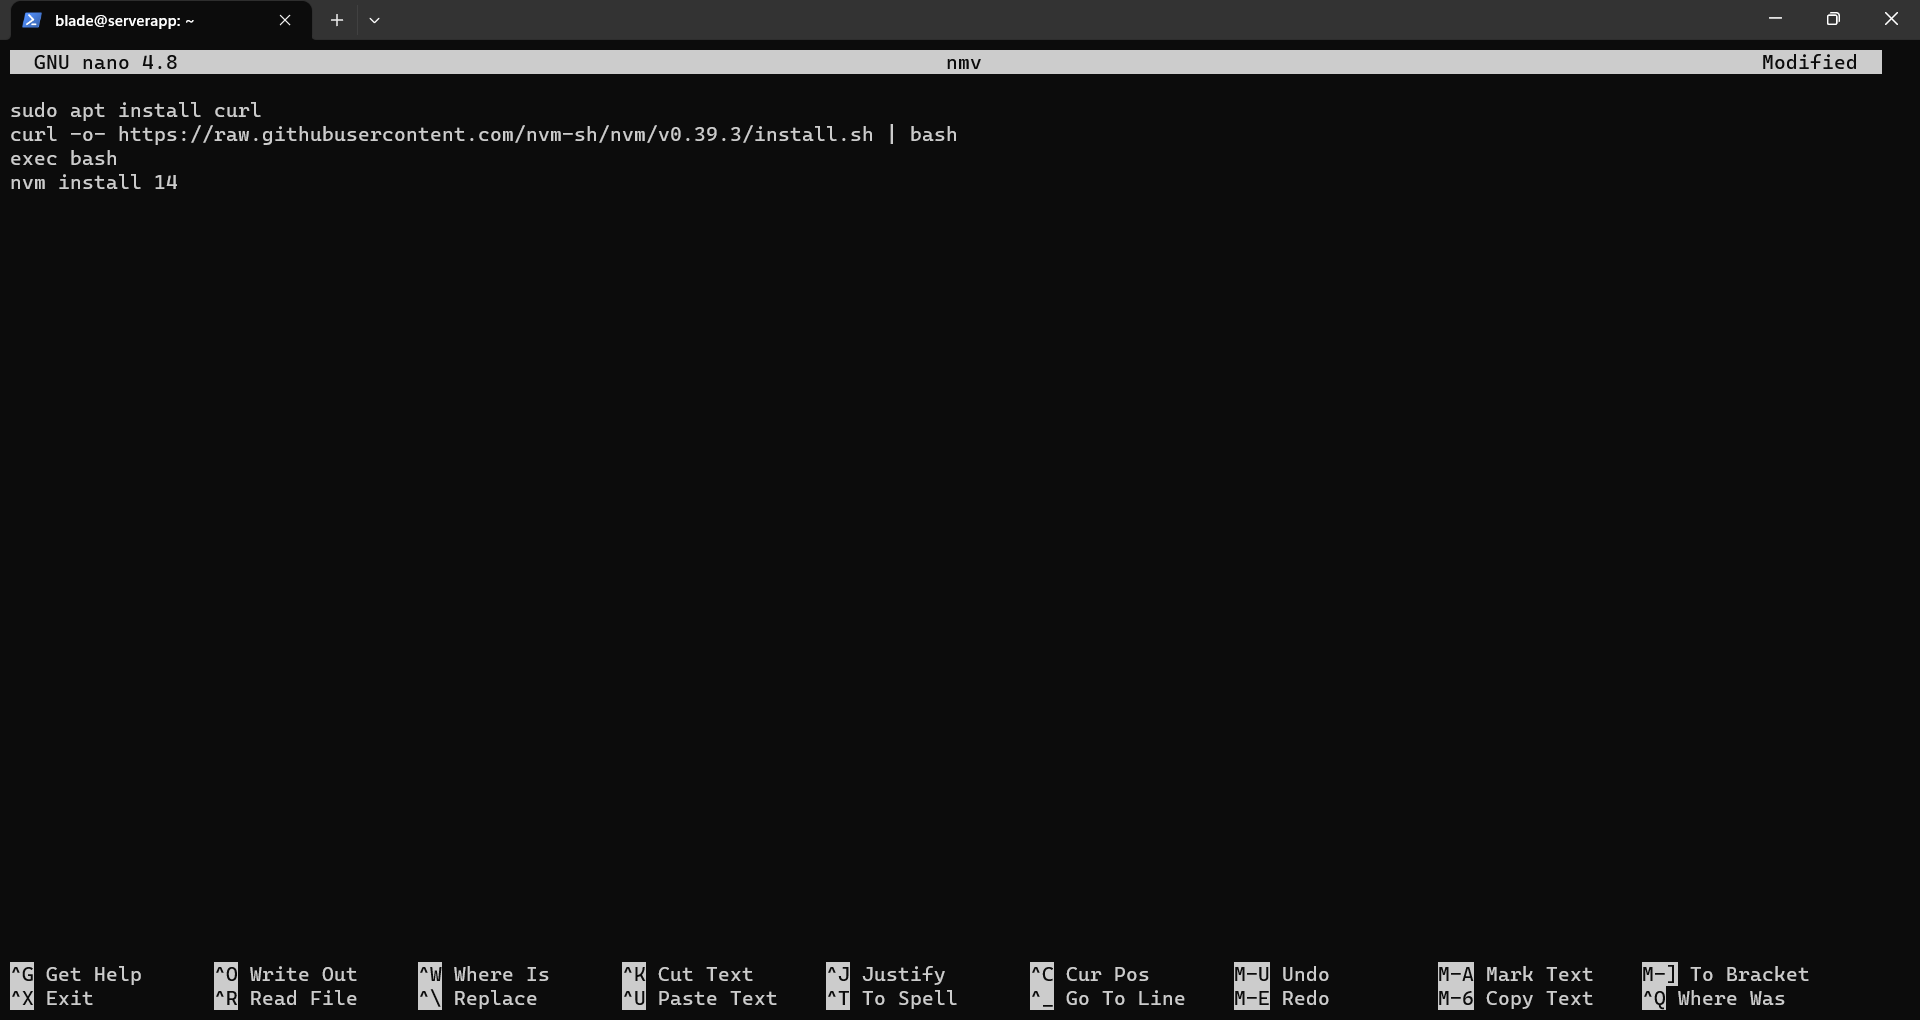 blade@serverapp: ~
GNU nano 4.8 nmv Modified
sudo apt install curl
curl -o- https://raw.githubusercontent.com/nvm-sh/nvm/v0.39.3/install.sh | bash
exec bash
nvm install 14
^G Get Help ^O Write Out ^W Where Is ^K Cut Text ^J Justify ^C Cur Pos M-U Undo M-A Mark Text M-] To Bracket
^X Exit ^R Read File ^\ Replace ^U Paste Text ^T To Spell ^_ Go To Line M-E Redo M-6 Copy Text ^Q Where Was